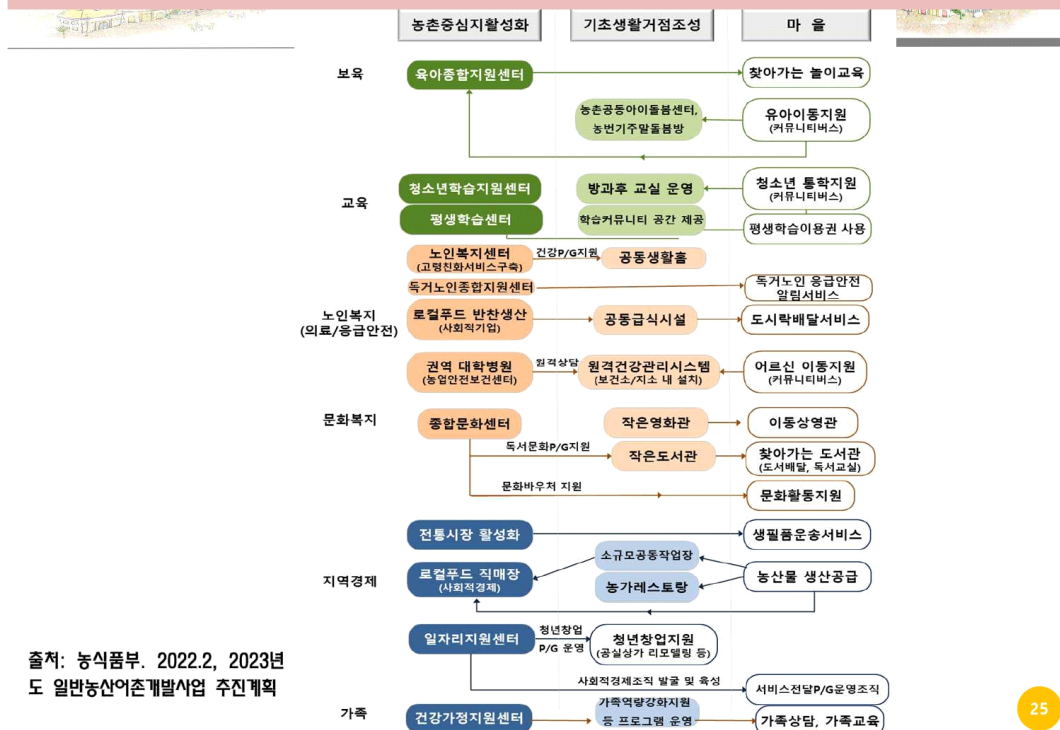 농촌중심지활성화
기초생활거점조성
마 을
보육
육아종합지원센터
찾아가는 놀이교육
농촌공동아이돌봄센터,
농번기주말돌봄방
유아이동지원
(커뮤니티버스)
교육
청소년학습지원센터
방과후 교실 운영
청소년 통학지원
(커뮤니티버스)
평생학습센터
학습커뮤니티 공간 제공
평생학습이용권 사용
노인복지
(의료/응급안전)
노인복지센터
(고령친화서비스구축)
건강P/G지원
공동생활홈
독거노인종합지원센터
독거노인 응급안전
알림서비스
로컬푸드 반찬생산
(사회적기업)
공동급식시설
도시락배달서비스
권역 대학병원
(농업안전보건센터)
원격상담
원격건강관리시스템
(보건소/지소 내 설치)
어르신 이동지원
(커뮤니티버스)
문화복지
종합문화센터
작은영화관
이동상영관
독서문화P/G지원
작은도서관
찾아가는 도서관
(도서배달, 독서교실)
문화바우처 지원
문화활동지원
지역경제
전통시장 활성화
생필품운송서비스
소규모공동작업장
로컬푸드 직매장
(사회적경제)
농가레스토랑
농산물 생산공급
일자리지원센터
청년창업
P/G 운영
청년창업지원
(공실상가 리모델링 등)
사회적경제조직 발굴 및 육성
서비스전달P/G운영조직
가족
건강가정지원센터
가족역량강화지원
등 프로그램 운영
가족상담, 가족교육
출처: 농식품부. 2022.2, 2023년
도 일반농산어촌개발사업 추진계획
25